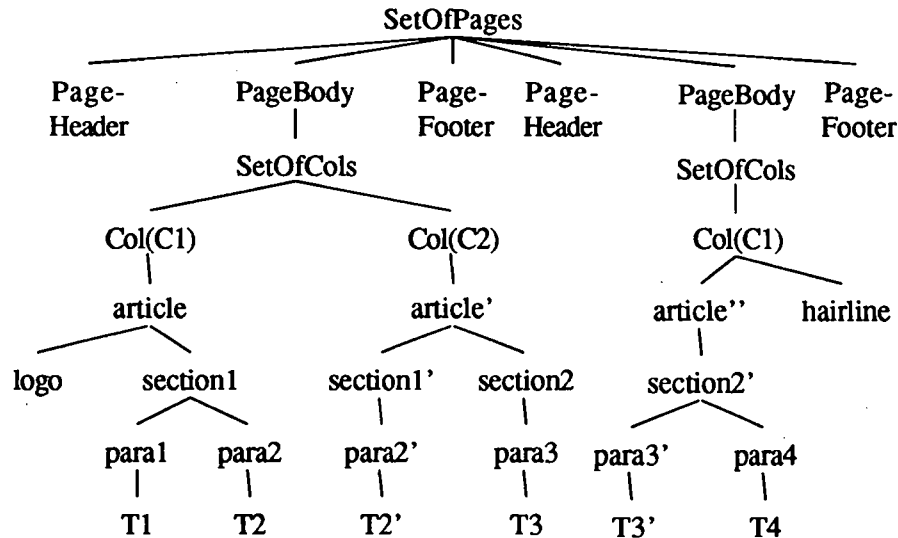 SetOfPages
Page- PageBody Page- Page- PageBody Page-
Header Footer Header Footer
SetOfCols SetOfCols
Col(C1) Col(C2) Col(C1)
article article' article'' hairline
logo section1 section1' section2 section2'
para1 para2 para2' para3 para3' para4
T1 T2 T2' T3 T3' T4